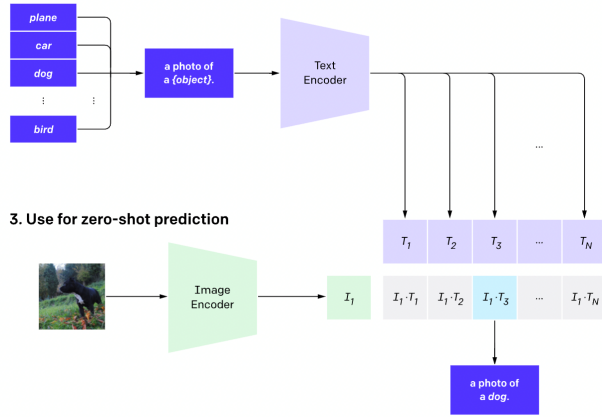 plane
car
dog
⋮ ⋮
bird
a photo of
a {object}.
Text
Encoder
...
3. Use for zero-shot prediction
T1 T2 T3 ... TN
Image
Encoder
I1
I1·T1 I1·T2 I1·T3 ... I1·TN
a photo of
a dog.